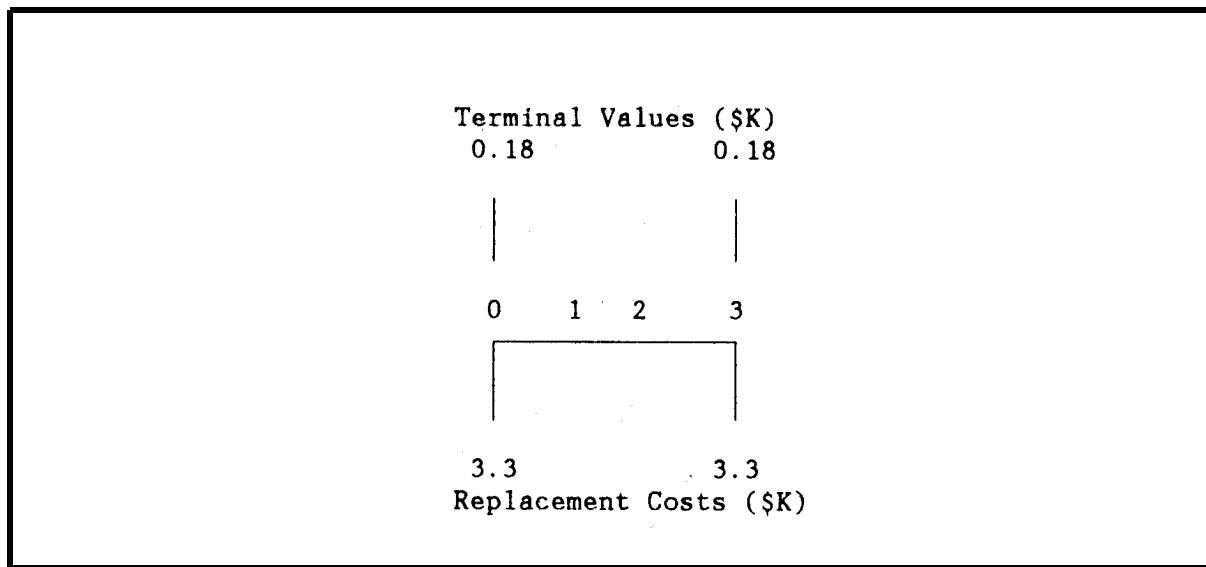 Terminal Values ($K)
0.18 0.18
0 1 2 3
3.3 3.3
Replacement Costs ($K)